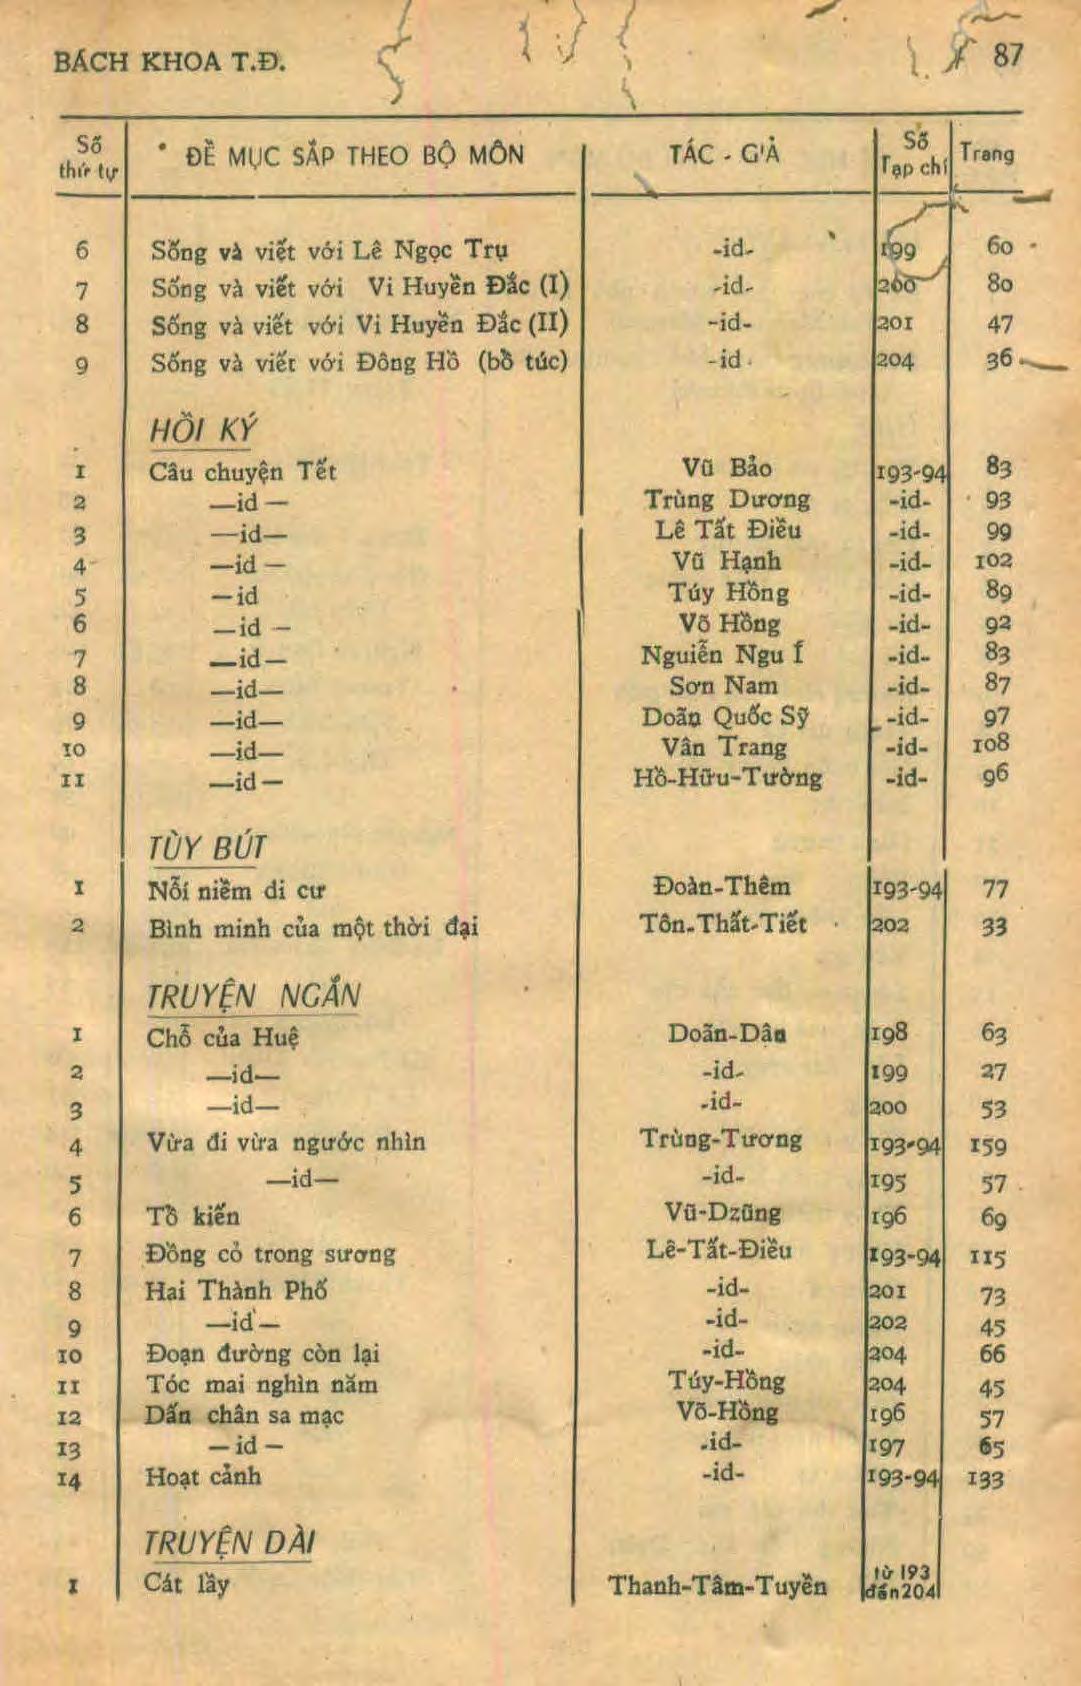 BÁCH KHOA T.Đ. 87
Số thứ tự ĐỀ MỤC SẮP THEO BỘ MÔN TÁC - GIẢ Số Tạp chí Trang
6 Sống và viết với Lê Ngọc Trụ -id- 199 60
7 Sống và viết với Vi Huyền Đắc (I) -id- 200 80
8 Sống và viết với Vi Huyền Đắc (II) -id- 201 47
9 Sống và viết với Đông Hồ (bổ túc) -id- 204 36
HỒI KÝ
1 Câu chuyện Tết Vũ Bảo 193-94 83
2 —id— Trùng Dương -id- 93
3 —id— Lê Tất Điều -id- 99
4 —id— Vũ Hạnh -id- 102
5 —id Túy Hồng -id- 89
6 —id— Võ Hồng -id- 92
7 —id— Nguiễn Ngu Í -id- 83
8 —id— Sơn Nam -id- 87
9 —id— Doãn Quốc Sỹ -id- 97
10 —id— Vân Trang -id- 108
11 —id— Hồ-Hữu-Tường -id- 96
TÙY BÚT
1 Nỗi niềm di cư Đoàn-Thêm 193-94 77
2 Bình minh của một thời đại Tôn-Thất-Tiết 202 33
TRUYỆN NGẮN
1 Chỗ của Huệ Doãn-Dân 198 63
2 —id— -id- 199 27
3 —id— -id- 200 53
4 Vừa đi vừa ngước nhìn Trùng-Tương 193-94 159
5 —id— -id- 195 57
6 Tổ kiến Vũ-Dzũng 196 69
7 Đồng cỏ trong sương Lê-Tất-Điều 193-94 115
8 Hai Thành Phố -id- 201 73
9 —id— -id- 202 45
10 Đoạn đường còn lại -id- 204 66
11 Tóc mai nghìn năm Túy-Hồng 204 45
12 Dấu chân sa mạc Võ-Hồng 196 57
13 —id— -id- 197 65
14 Hoạt cảnh -id- 193-94 133
TRUYỆN DÀI
1 Cát lầy Thanh-Tâm-Tuyền từ 193 đến 204